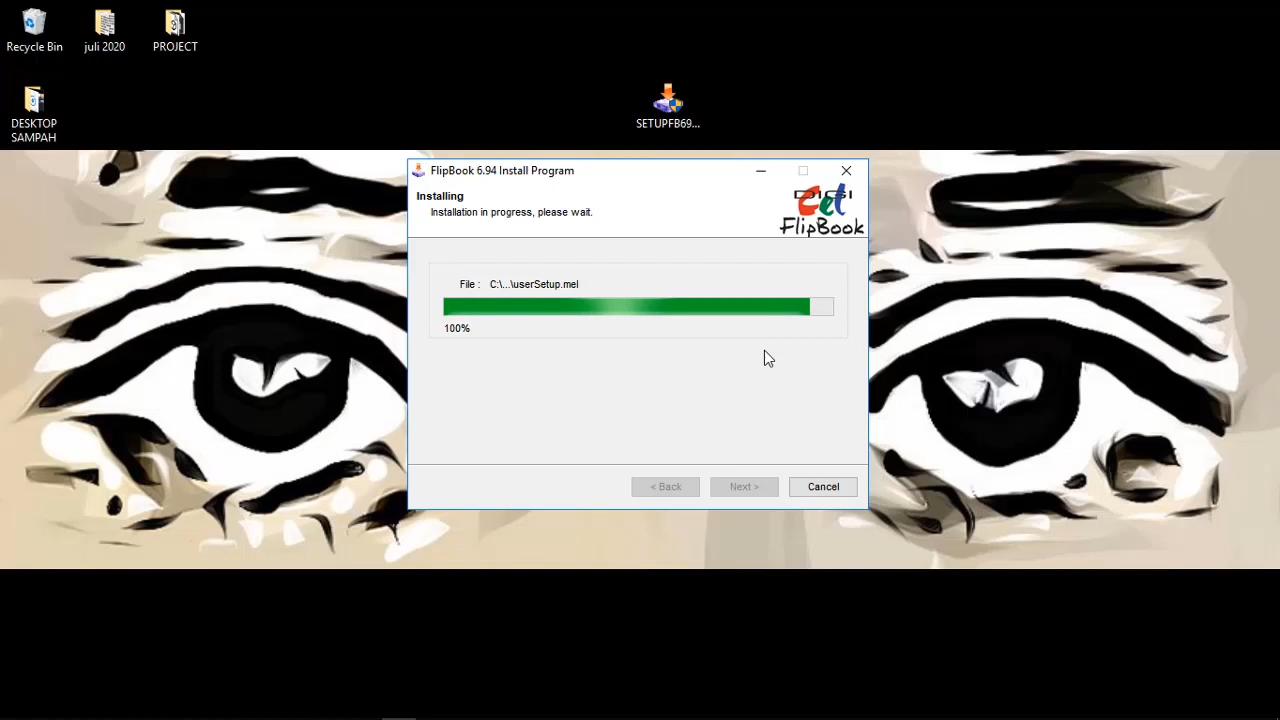 Recycle Bin
juli 2020
PROJECT
DESKTOP
SAMPAH
SETUPFB69...
FlipBook 6.94 Install Program
Installing
Installation in progress, please wait.
DIGI
Cel
FlipBook
File : C:\...\userSetup.mel
100%
< Back
Next >
Cancel